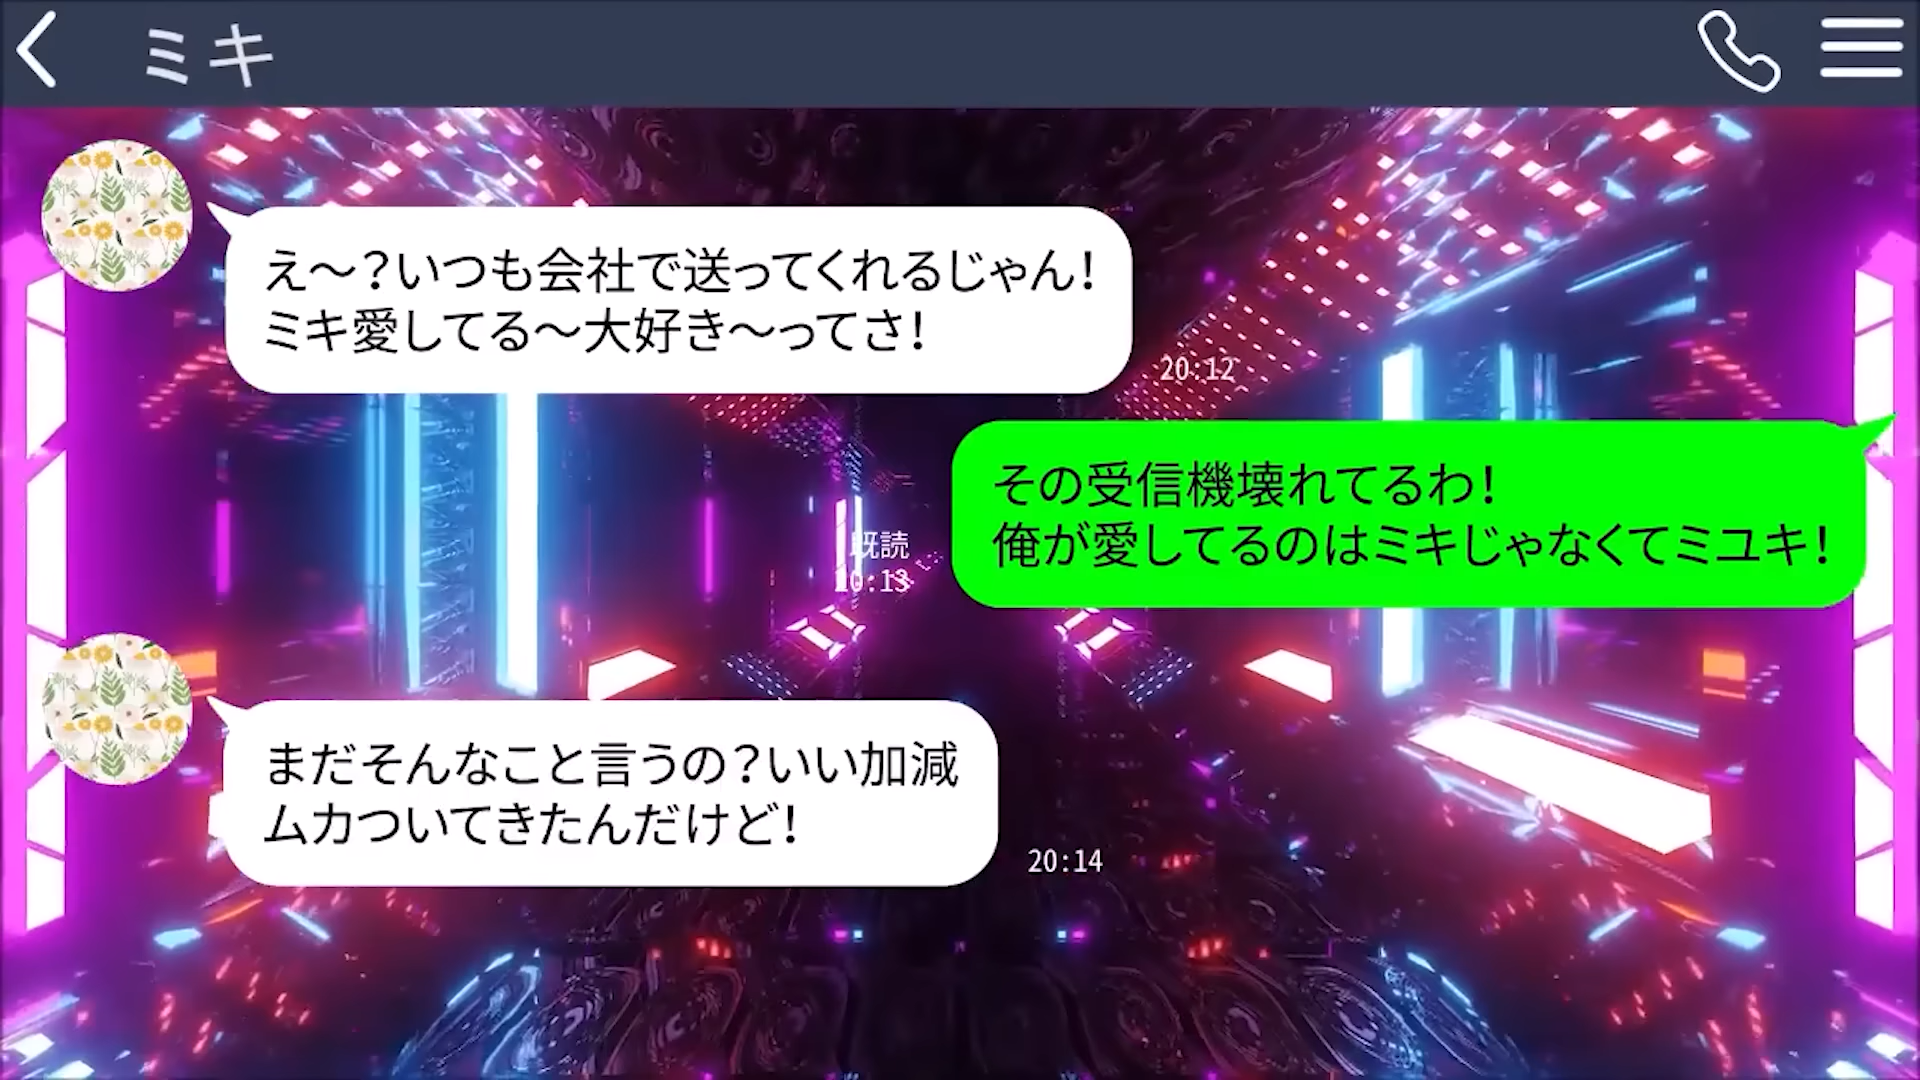 ミキ
え〜？いつも会社で送ってくれるじゃん！
ミキ愛してる〜大好き〜ってさ！
20:12
その受信機壊れてるわ！
俺が愛してるのはミキじゃなくてミユキ！
既読
20:13
まだそんなこと言うの？いい加減
ムカついてきたんだけど！
20:14